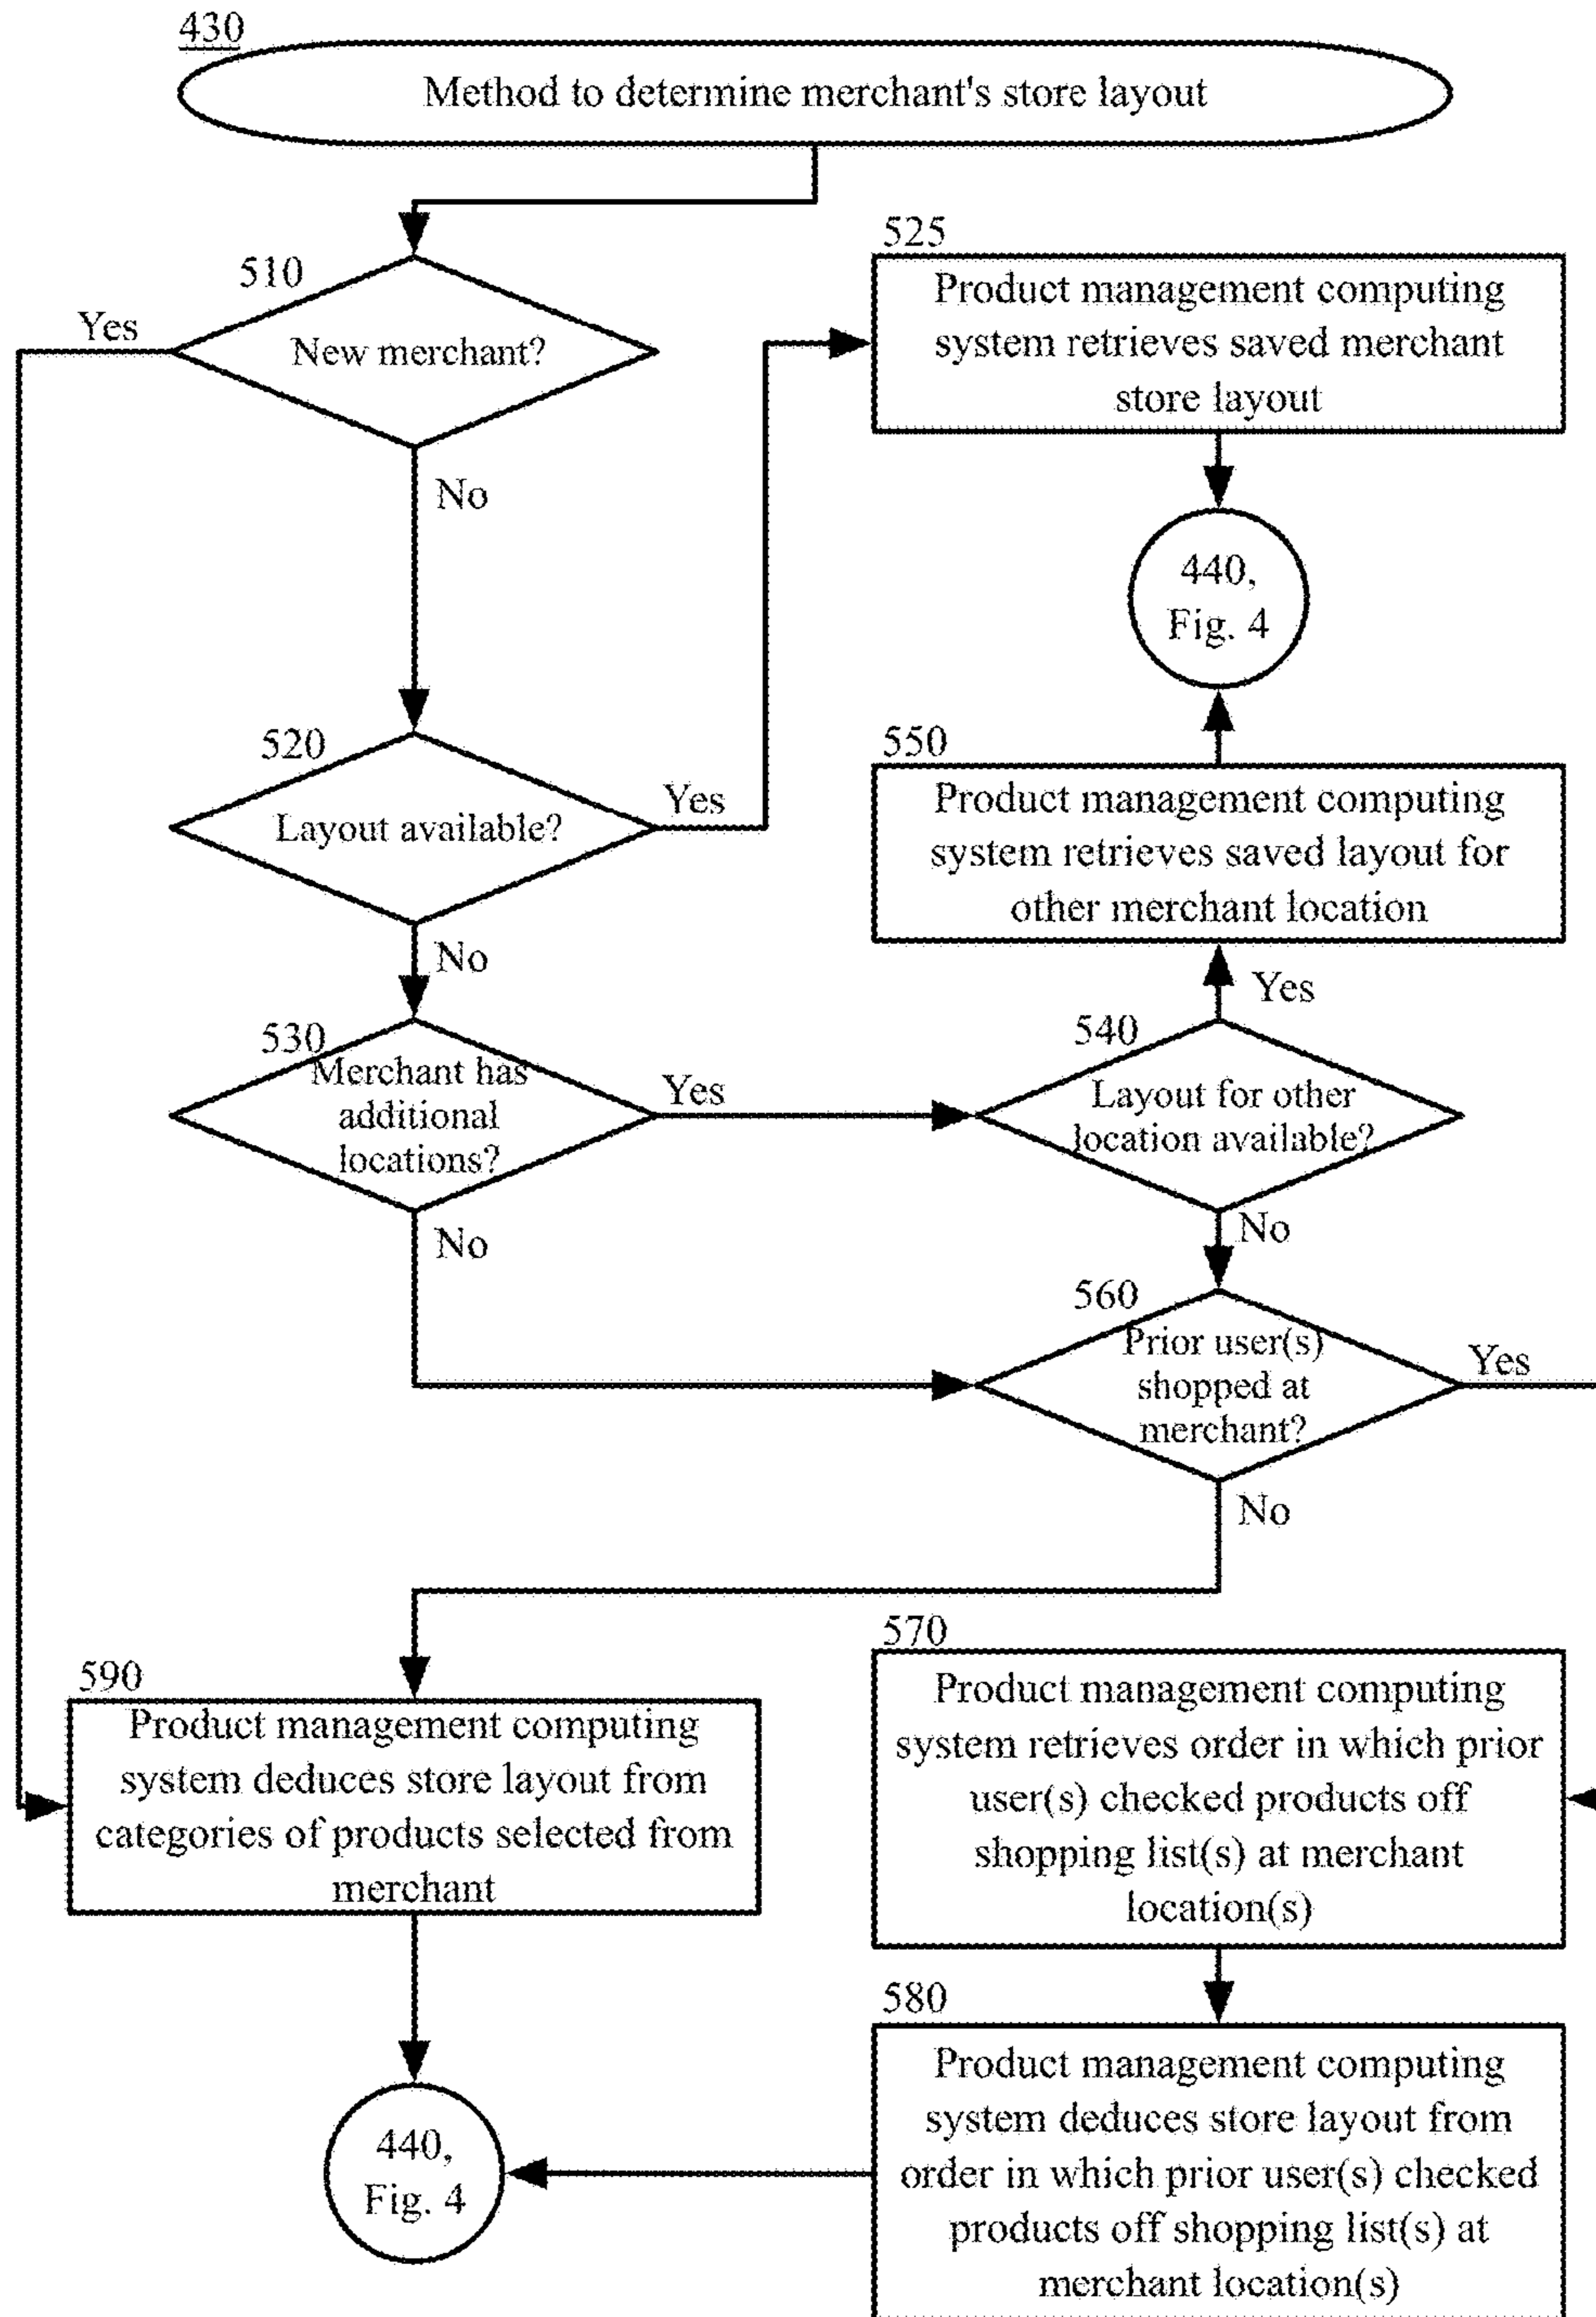 430
Method to determine merchant's store layout
510
New merchant?
Yes
No
525
Product management computing
system retrieves saved merchant
store layout
440,
Fig. 4
520
Layout available?
Yes
No
550
Product management computing
system retrieves saved layout for
other merchant location
Yes
530
Merchant has
additional
locations?
Yes
No
540
Layout for other
location available?
No
560
Prior user(s)
shopped at
merchant?
Yes
No
590
Product management computing
system deduces store layout from
categories of products selected from
merchant
570
Product management computing
system retrieves order in which prior
user(s) checked products off
shopping list(s) at merchant
location(s)
580
Product management computing
system deduces store layout from
order in which prior user(s) checked
products off shopping list(s) at
merchant location(s)
440,
Fig. 4